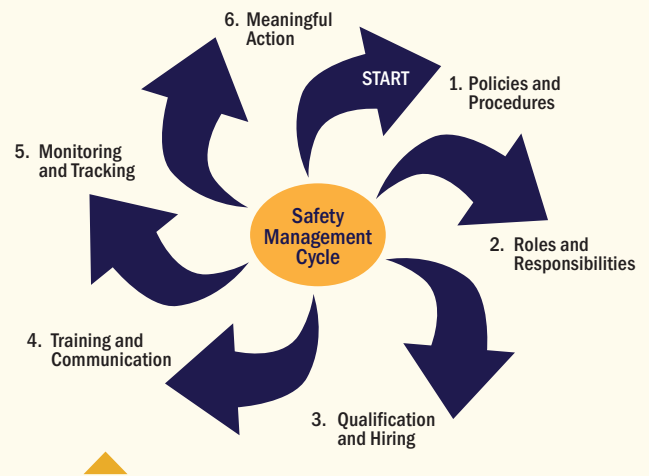 START
1. Policies and
Procedures
2. Roles and
Responsibilities
3. Qualification
and Hiring
4. Training and
Communication
5. Monitoring
and Tracking
6. Meaningful
Action
Safety
Management
Cycle